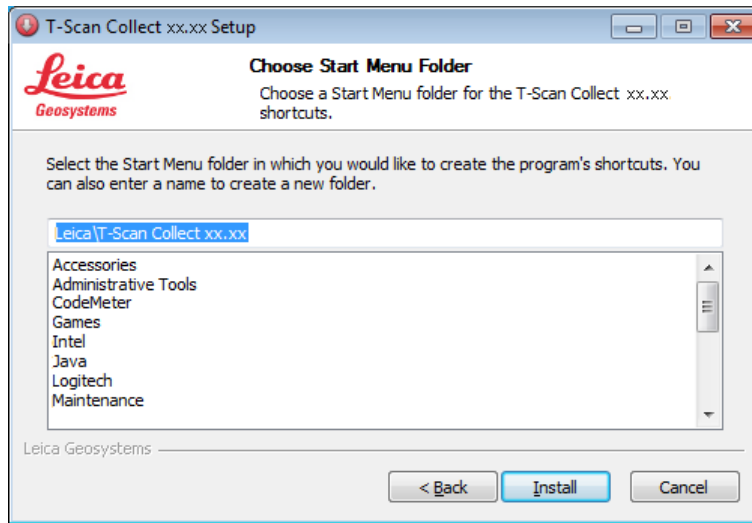 T-Scan Collect xx.xx Setup
Leica
Geosystems
Choose Start Menu Folder
Choose a Start Menu folder for the T-Scan Collect xx.xx
shortcuts.
Select the Start Menu folder in which you would like to create the program's shortcuts. You
can also enter a name to create a new folder.
Leica\T-Scan Collect xx.xx
Accessories
Administrative Tools
CodeMeter
Games
Intel
Java
Logitech
Maintenance
Leica Geosystems
< Back
Install
Cancel